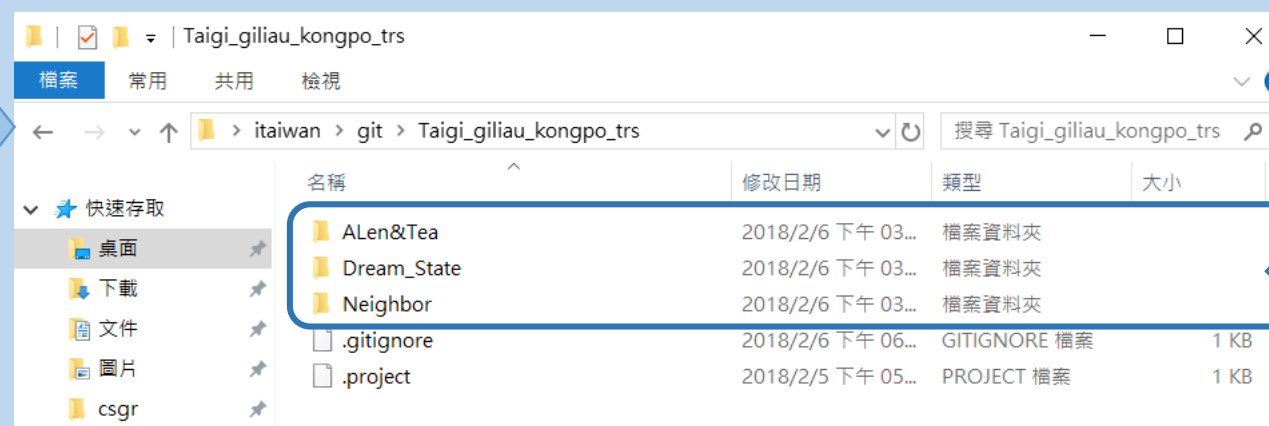 Taigi_giliau_kongpo_trs
檔案 常用 共用 檢視
itaiwan > git > Taigi_giliau_kongpo_trs 搜尋 Taigi_giliau_kongpo_trs
名稱 修改日期 類型 大小
快速存取
桌面
下載
文件
圖片
csgr
ALen&Tea 2018/2/6 下午 03... 檔案資料夾
Dream_State 2018/2/6 下午 03... 檔案資料夾
Neighbor 2018/2/6 下午 03... 檔案資料夾
.gitignore 2018/2/6 下午 06... GITIGNORE 檔案 1 KB
.project 2018/2/5 下午 05... PROJECT 檔案 1 KB